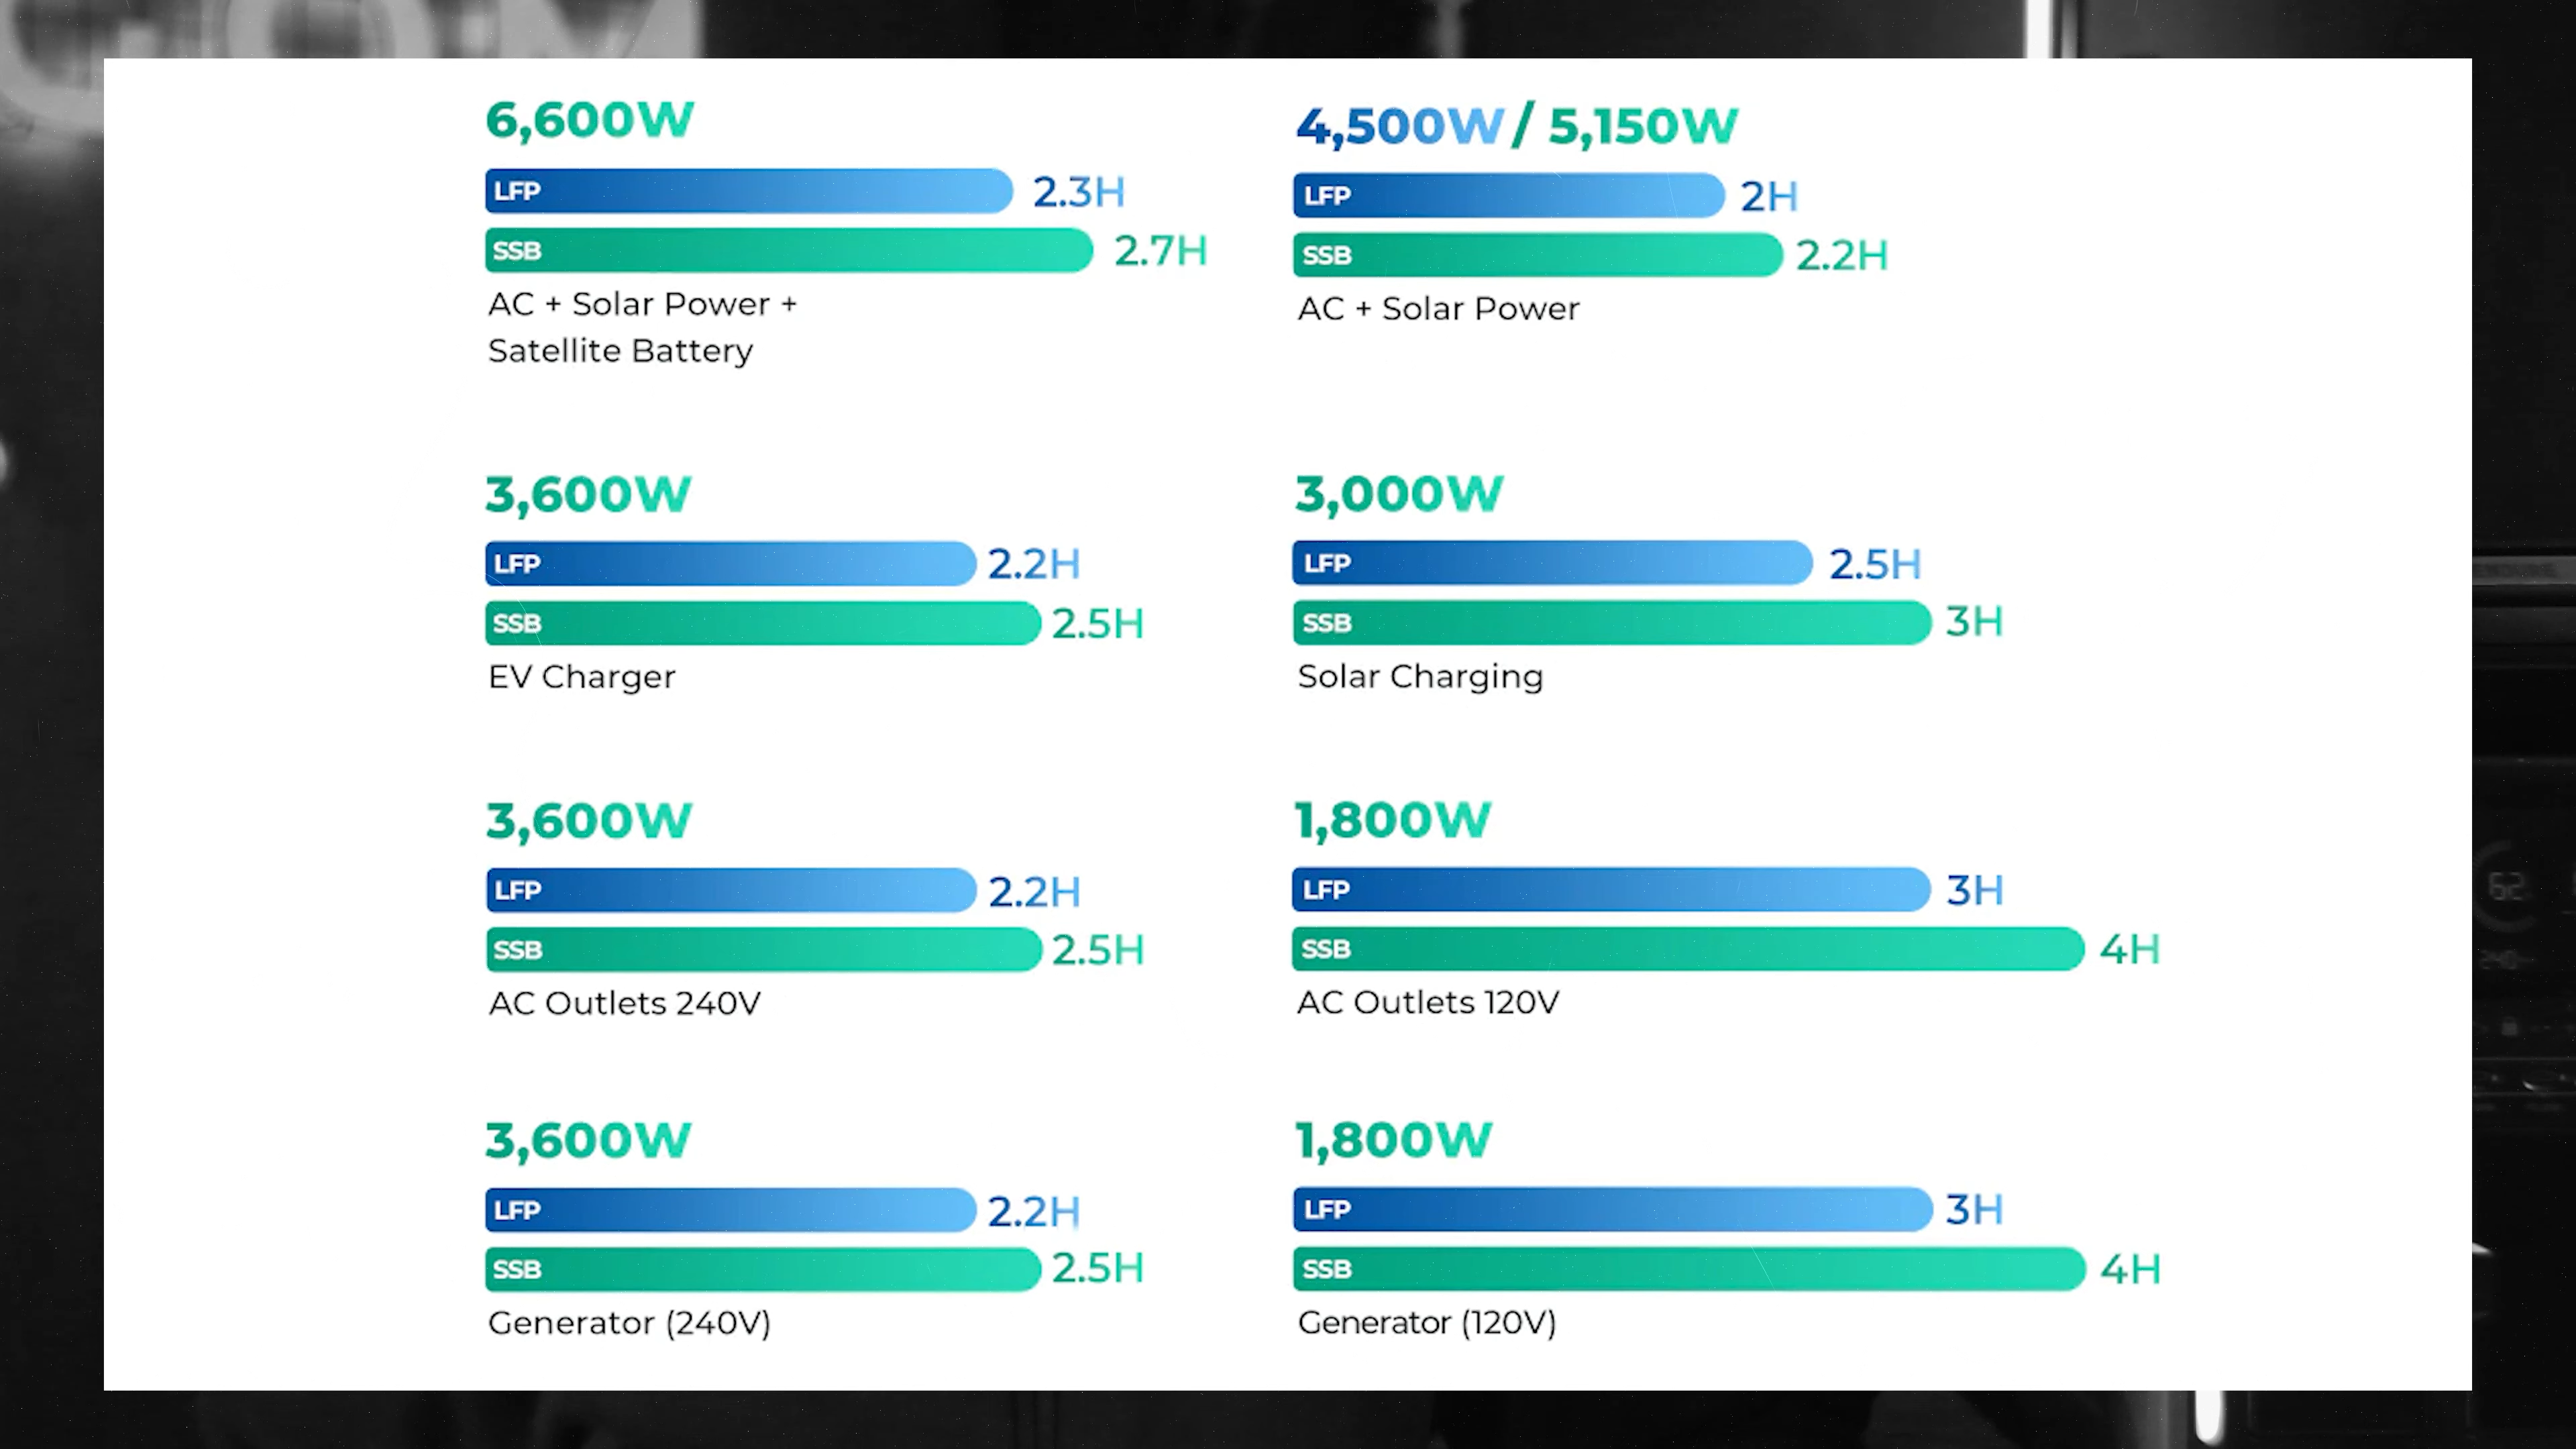 6,600W
LFP 2.3H
SSB 2.7H
AC + Solar Power +
Satellite Battery
4,500W / 5,150W
LFP 2H
SSB 2.2H
AC + Solar Power
3,600W
LFP 2.2H
SSB 2.5H
EV Charger
3,000W
LFP 2.5H
SSB 3H
Solar Charging
3,600W
LFP 2.2H
SSB 2.5H
AC Outlets 240V
1,800W
LFP 3H
SSB 4H
AC Outlets 120V
3,600W
LFP 2.2H
SSB 2.5H
Generator (240V)
1,800W
LFP 3H
SSB 4H
Generator (120V)
62